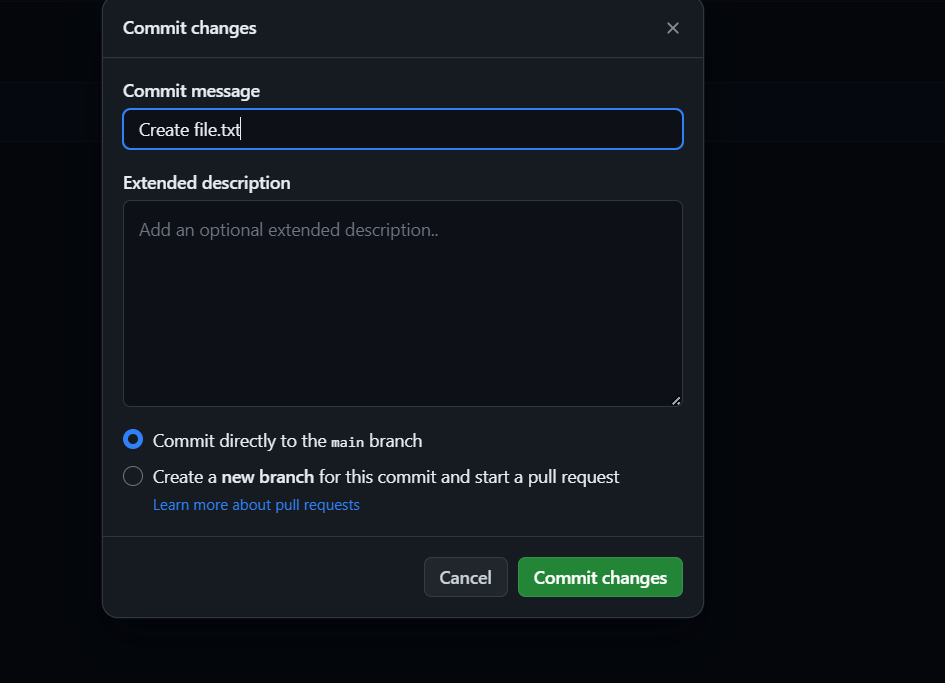 Commit changes
Commit message
Create file.txt
Extended description
Add an optional extended description..
Commit directly to the main branch
Create a new branch for this commit and start a pull request
Learn more about pull requests
Cancel
Commit changes